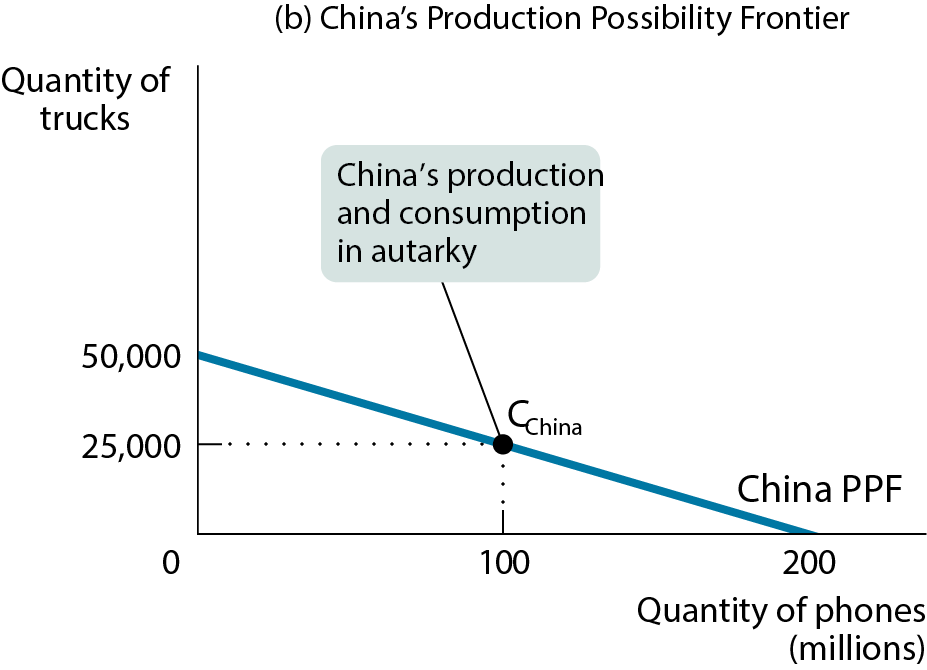 (b) China’s Production Possibility Frontier
Quantity of
trucks
China’s production
and consumption
in autarky
50,000
C China
25,000
China PPF
0
100
200
Quantity of phones
(millions)